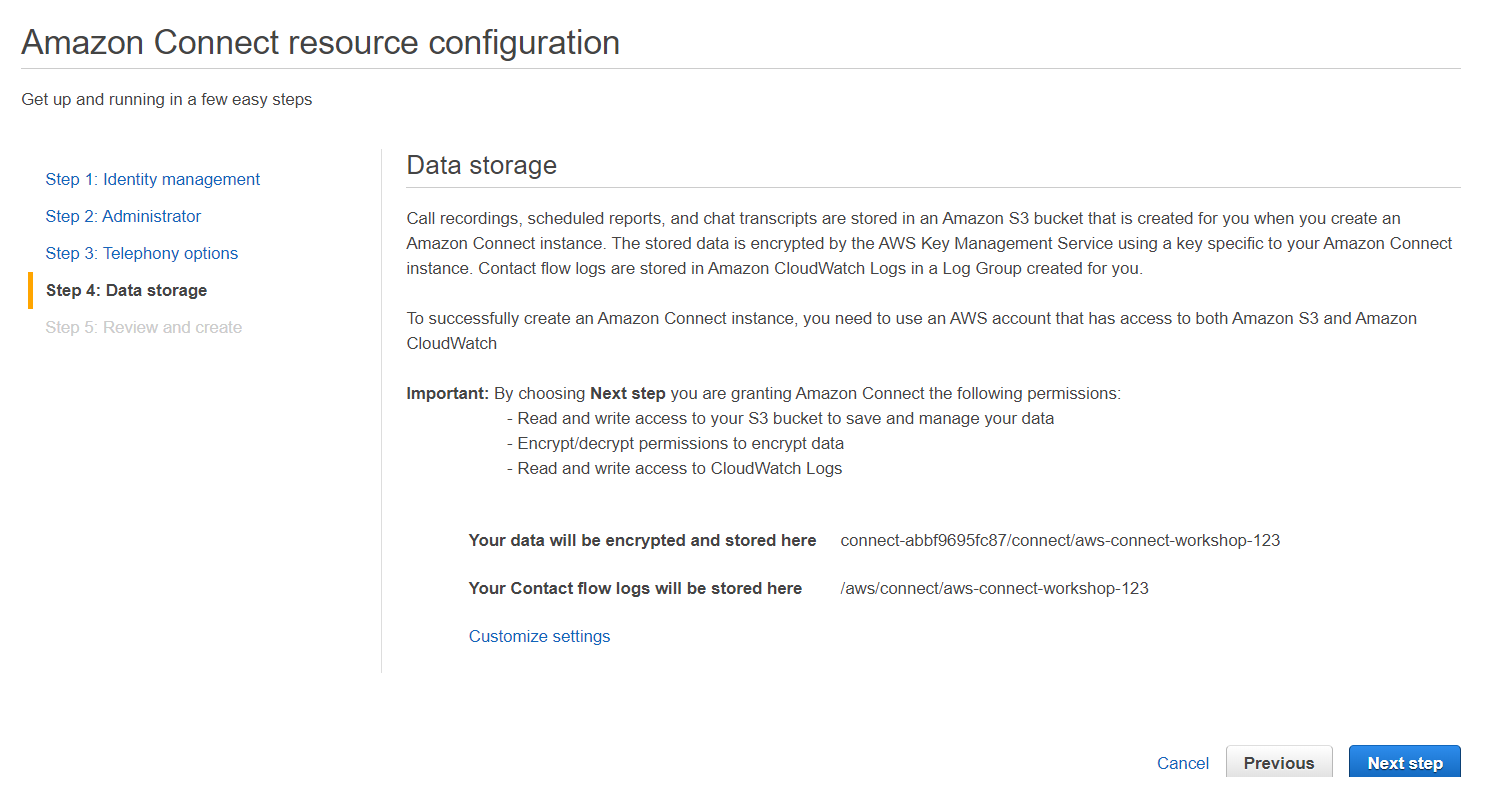 Amazon Connect resource configuration
Get up and running in a few easy steps
Step 1: Identity management
Step 2: Administrator
Step 3: Telephony options
Step 4: Data storage
Step 5: Review and create
Data storage
Call recordings, scheduled reports, and chat transcripts are stored in an Amazon S3 bucket that is created for you when you create an
Amazon Connect instance. The stored data is encrypted by the AWS Key Management Service using a key specific to your Amazon Connect
instance. Contact flow logs are stored in Amazon CloudWatch Logs in a Log Group created for you.
To successfully create an Amazon Connect instance, you need to use an AWS account that has access to both Amazon S3 and Amazon
CloudWatch
Important: By choosing Next step you are granting Amazon Connect the following permissions:
- Read and write access to your S3 bucket to save and manage your data
- Encrypt/decrypt permissions to encrypt data
- Read and write access to CloudWatch Logs
Your data will be encrypted and stored here connect-abbf9695fc87/connect/aws-connect-workshop-123
Your Contact flow logs will be stored here /aws/connect/aws-connect-workshop-123
Customize settings
Cancel Previous Next step